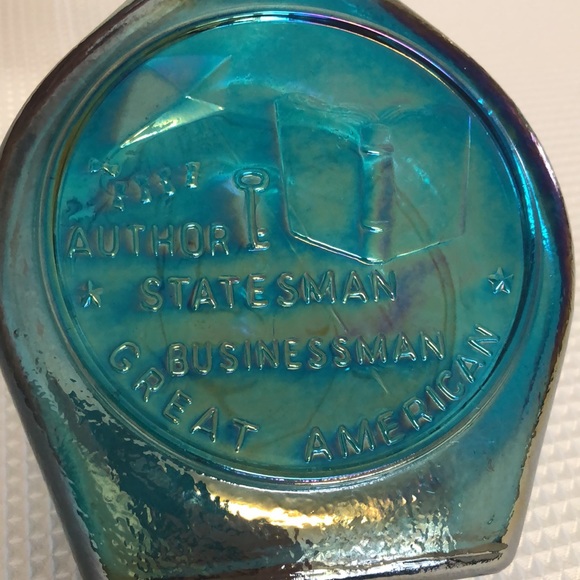 AUTHOR
STATESMAN
BUSINESSMAN
GREAT AMERICAN